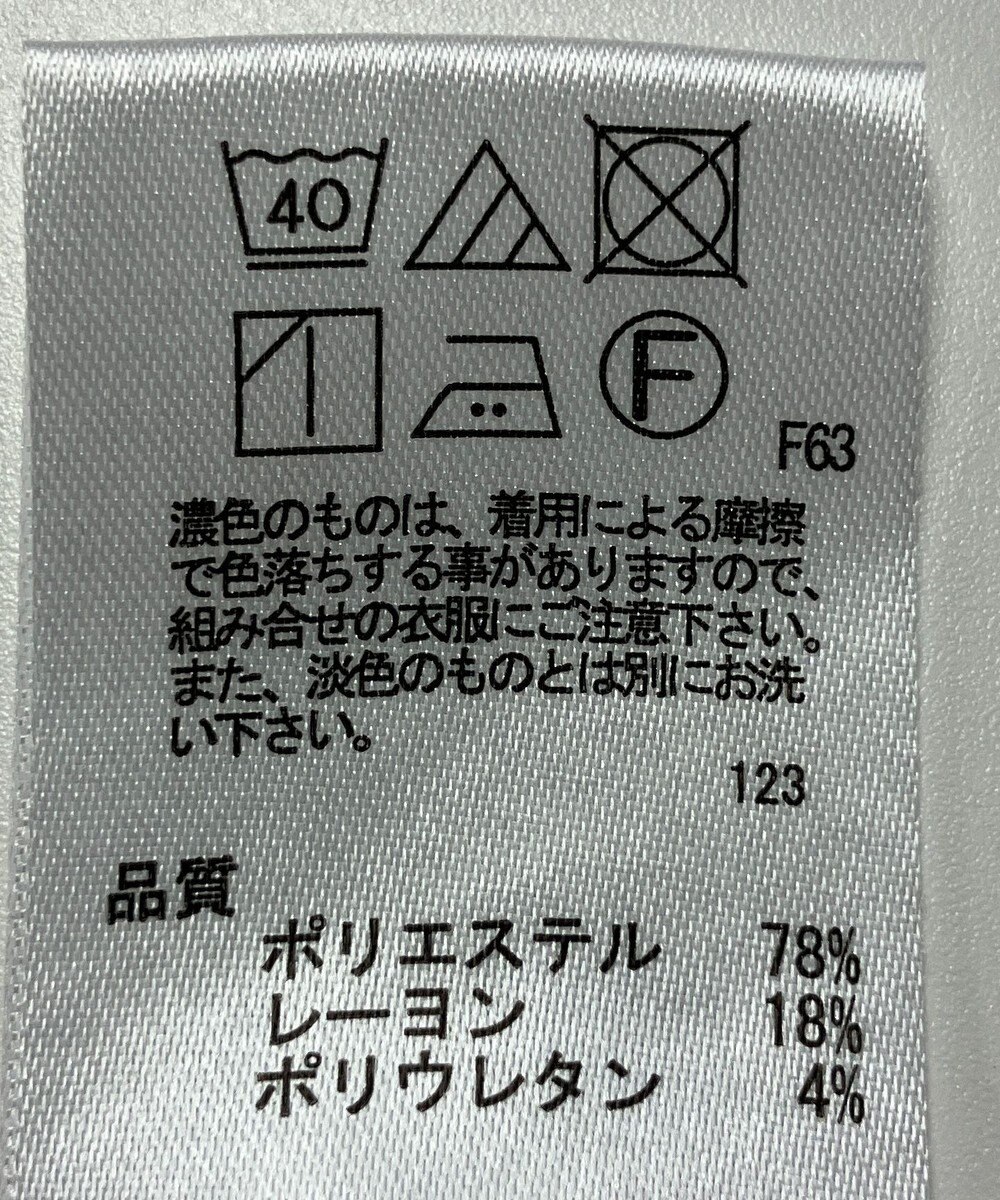 40
F
F63
濃色のものは、着用による摩擦
で色落ちする事がありますので、
組み合せの衣服にご注意下さい。
また、淡色のものとは別にお洗
い下さい。
123
品質
ポリエステル 78%
レーヨン 18%
ポリウレタン 4%